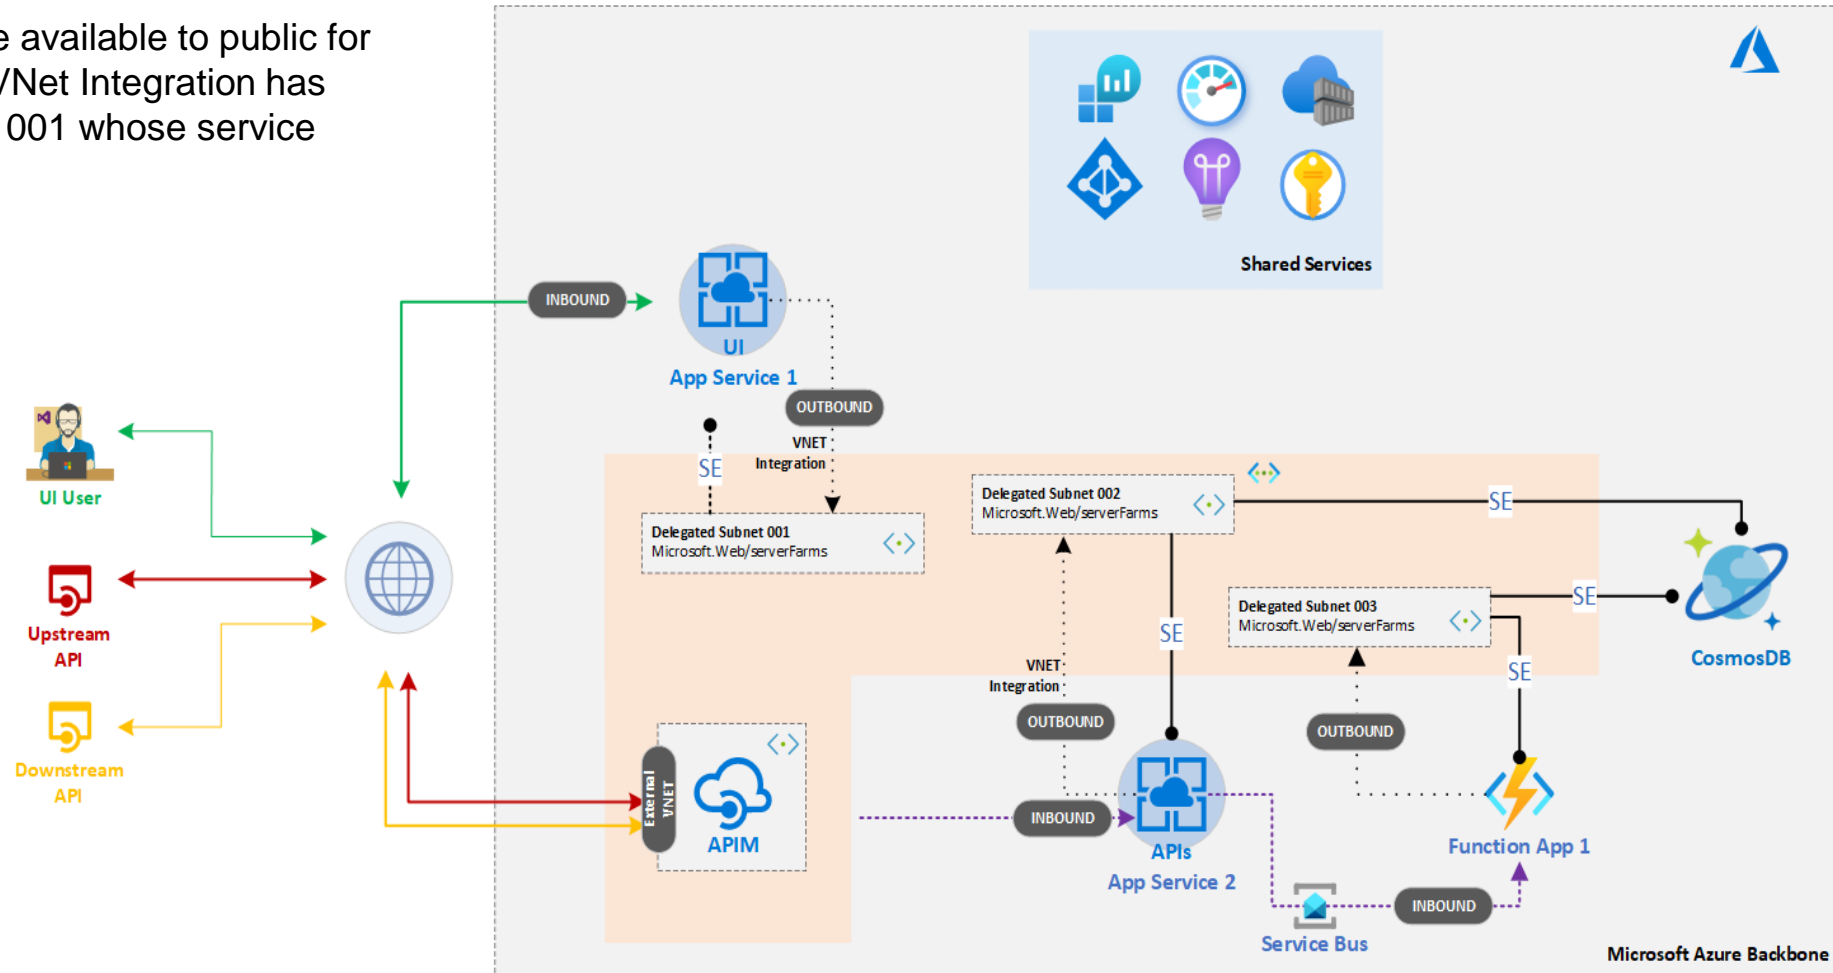 e available to public for
VNet Integration has
001 whose service
Shared Services
INBOUND
UI
App Service 1
OUTBOUND
VNET
Integration
SE
Delegated Subnet 001
Microsoft.Web/serverFarms
Delegated Subnet 002
Microsoft.Web/serverFarms
SE
Delegated Subnet 003
Microsoft.Web/serverFarms
SE
CosmosDB
SE
SE
VNET
Integration
OUTBOUND
OUTBOUND
UI User
Upstream
API
Downstream
API
External
VNET
APIM
INBOUND
APIs
App Service 2
Function App 1
INBOUND
Service Bus
Microsoft Azure Backbone